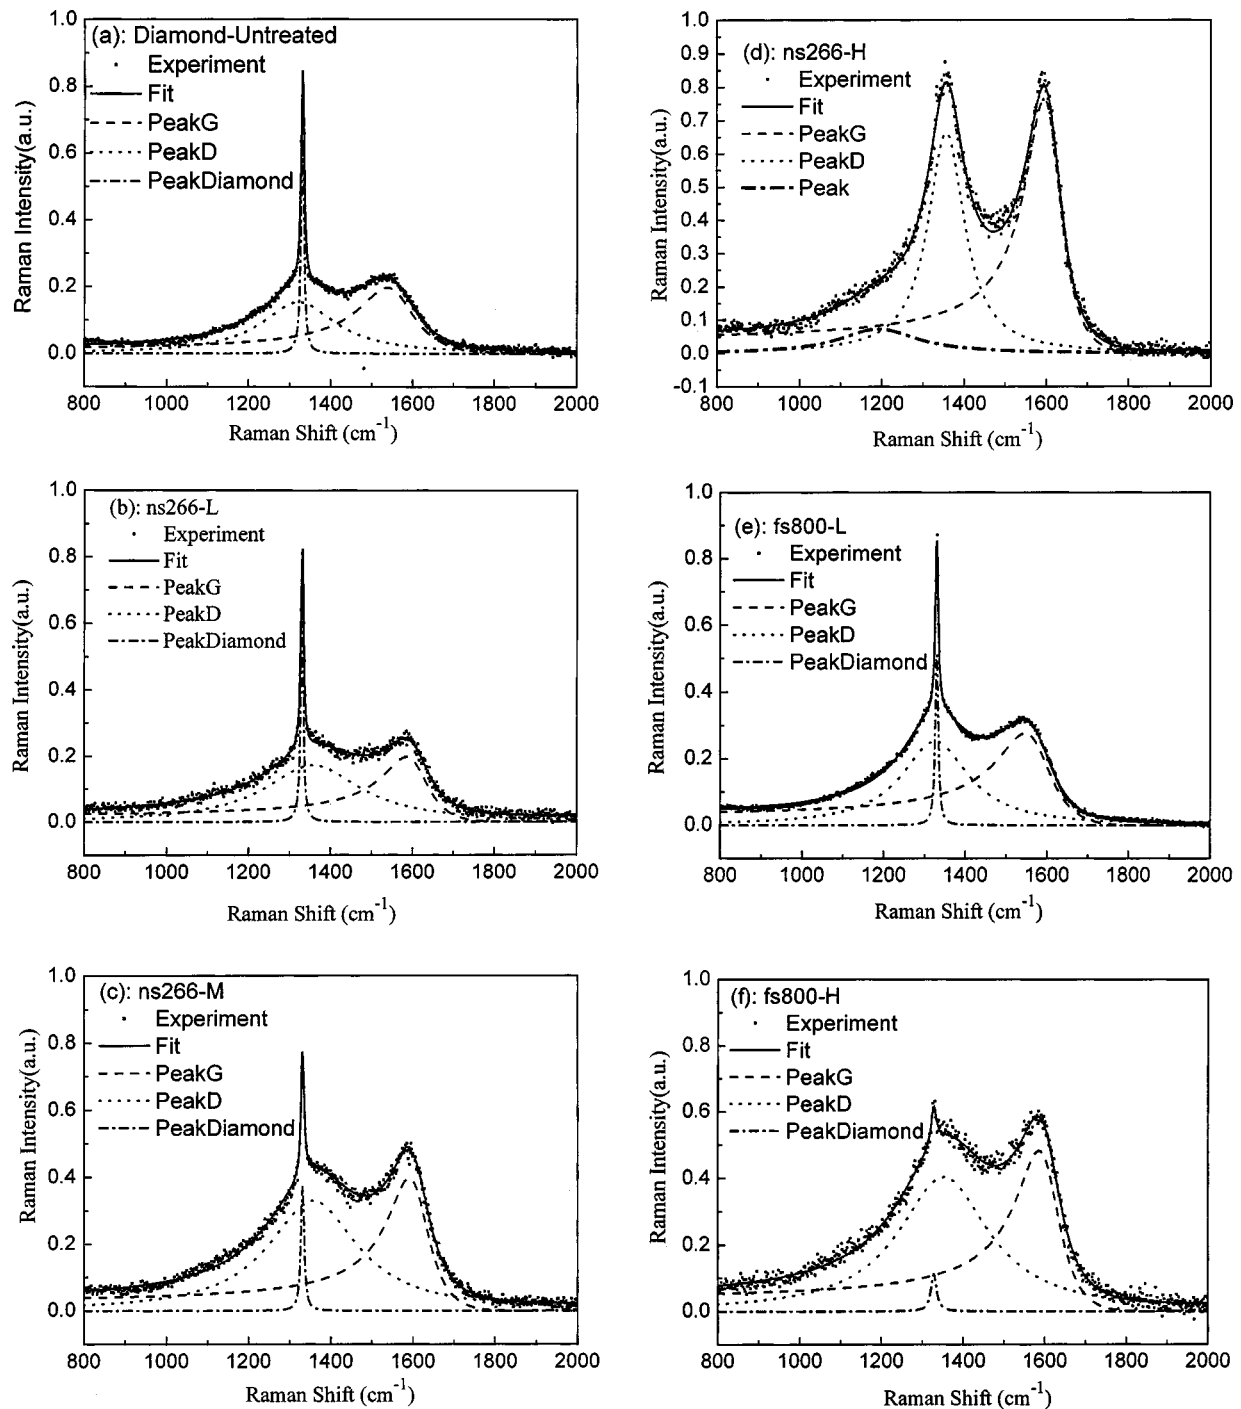 (a): Diamond-Untreated
Experiment
Fit
PeakG
PeakD
PeakDiamond
1.0
0.8
0.6
0.4
0.2
0.0
Raman Intensity(a.u.)
800 1000 1200 1400 1600 1800 2000
Raman Shift (cm-1)
(d): ns266-H
Experiment
Fit
PeakG
PeakD
Peak
1.0
0.9
0.8
0.7
0.6
0.5
0.4
0.3
0.2
0.1
0.0
-0.1
Raman Intensity(a.u.)
800 1000 1200 1400 1600 1800 2000
Raman Shift (cm-1)
(b): ns266-L
Experiment
Fit
PeakG
PeakD
PeakDiamond
1.0
0.8
0.6
0.4
0.2
0.0
Raman Intensity(a.u.)
800 1000 1200 1400 1600 1800 2000
Raman Shift (cm-1)
(e): fs800-L
Experiment
Fit
PeakG
PeakD
PeakDiamond
1.0
0.8
0.6
0.4
0.2
0.0
Raman Intensity(a.u.)
800 1000 1200 1400 1600 1800 2000
Raman Shift (cm-1)
(c): ns266-M
Experiment
Fit
PeakG
PeakD
PeakDiamond
1.0
0.8
0.6
0.4
0.2
0.0
Raman Intensity(a.u.)
800 1000 1200 1400 1600 1800 2000
Raman Shift (cm-1)
(f): fs800-H
Experiment
Fit
PeakG
PeakD
PeakDiamond
1.0
0.8
0.6
0.4
0.2
0.0
Raman Intensity(a.u.)
800 1000 1200 1400 1600 1800 2000
Raman Shift (cm-1)